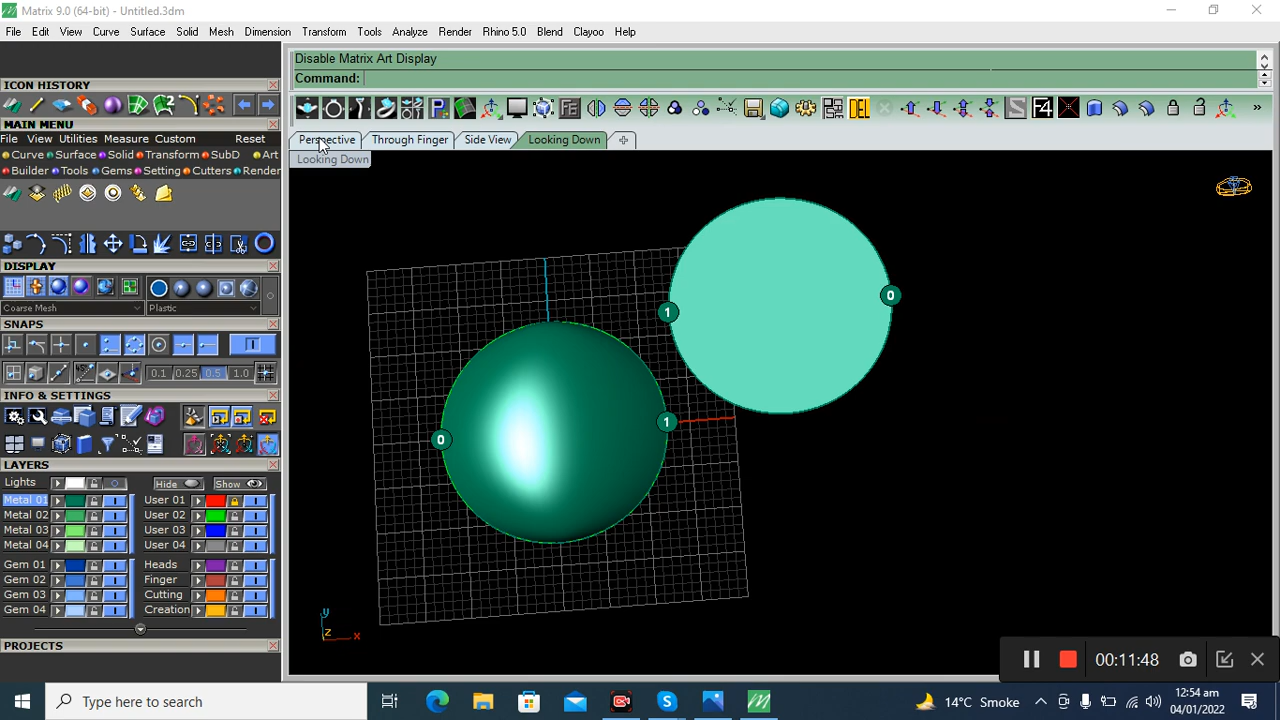 Matrix 9.0 (64-bit) - Untitled.3dm
File Edit View Curve Surface Solid Mesh Dimension Transform Tools Analyze Render Rhino 5.0 Blend Clayoo Help
Disable Matrix Art Display
Command:
ICON HISTORY
MAIN MENU
File View Utilities Measure Custom Reset
Curve Surface Solid Transform SubD Art
Builder Tools Gems Setting Cutters Render
DISPLAY
Coarse Mesh Plastic
SNAPS
0.1 0.25 0.5 1.0
INFO & SETTINGS
LAYERS
Lights Hide Show
Metal 01 User 01
Metal 02 User 02
Metal 03 User 03
Metal 04 User 04
Gem 01 Heads
Gem 02 Finger
Gem 03 Cutting
Gem 04 Creation
PROJECTS
F4 DEL
Perspective Through Finger Side View Looking Down
Looking Down
1 0
0 1
y
z x
00:11:48
Type here to search
14°C Smoke
12:54 am
04/01/2022